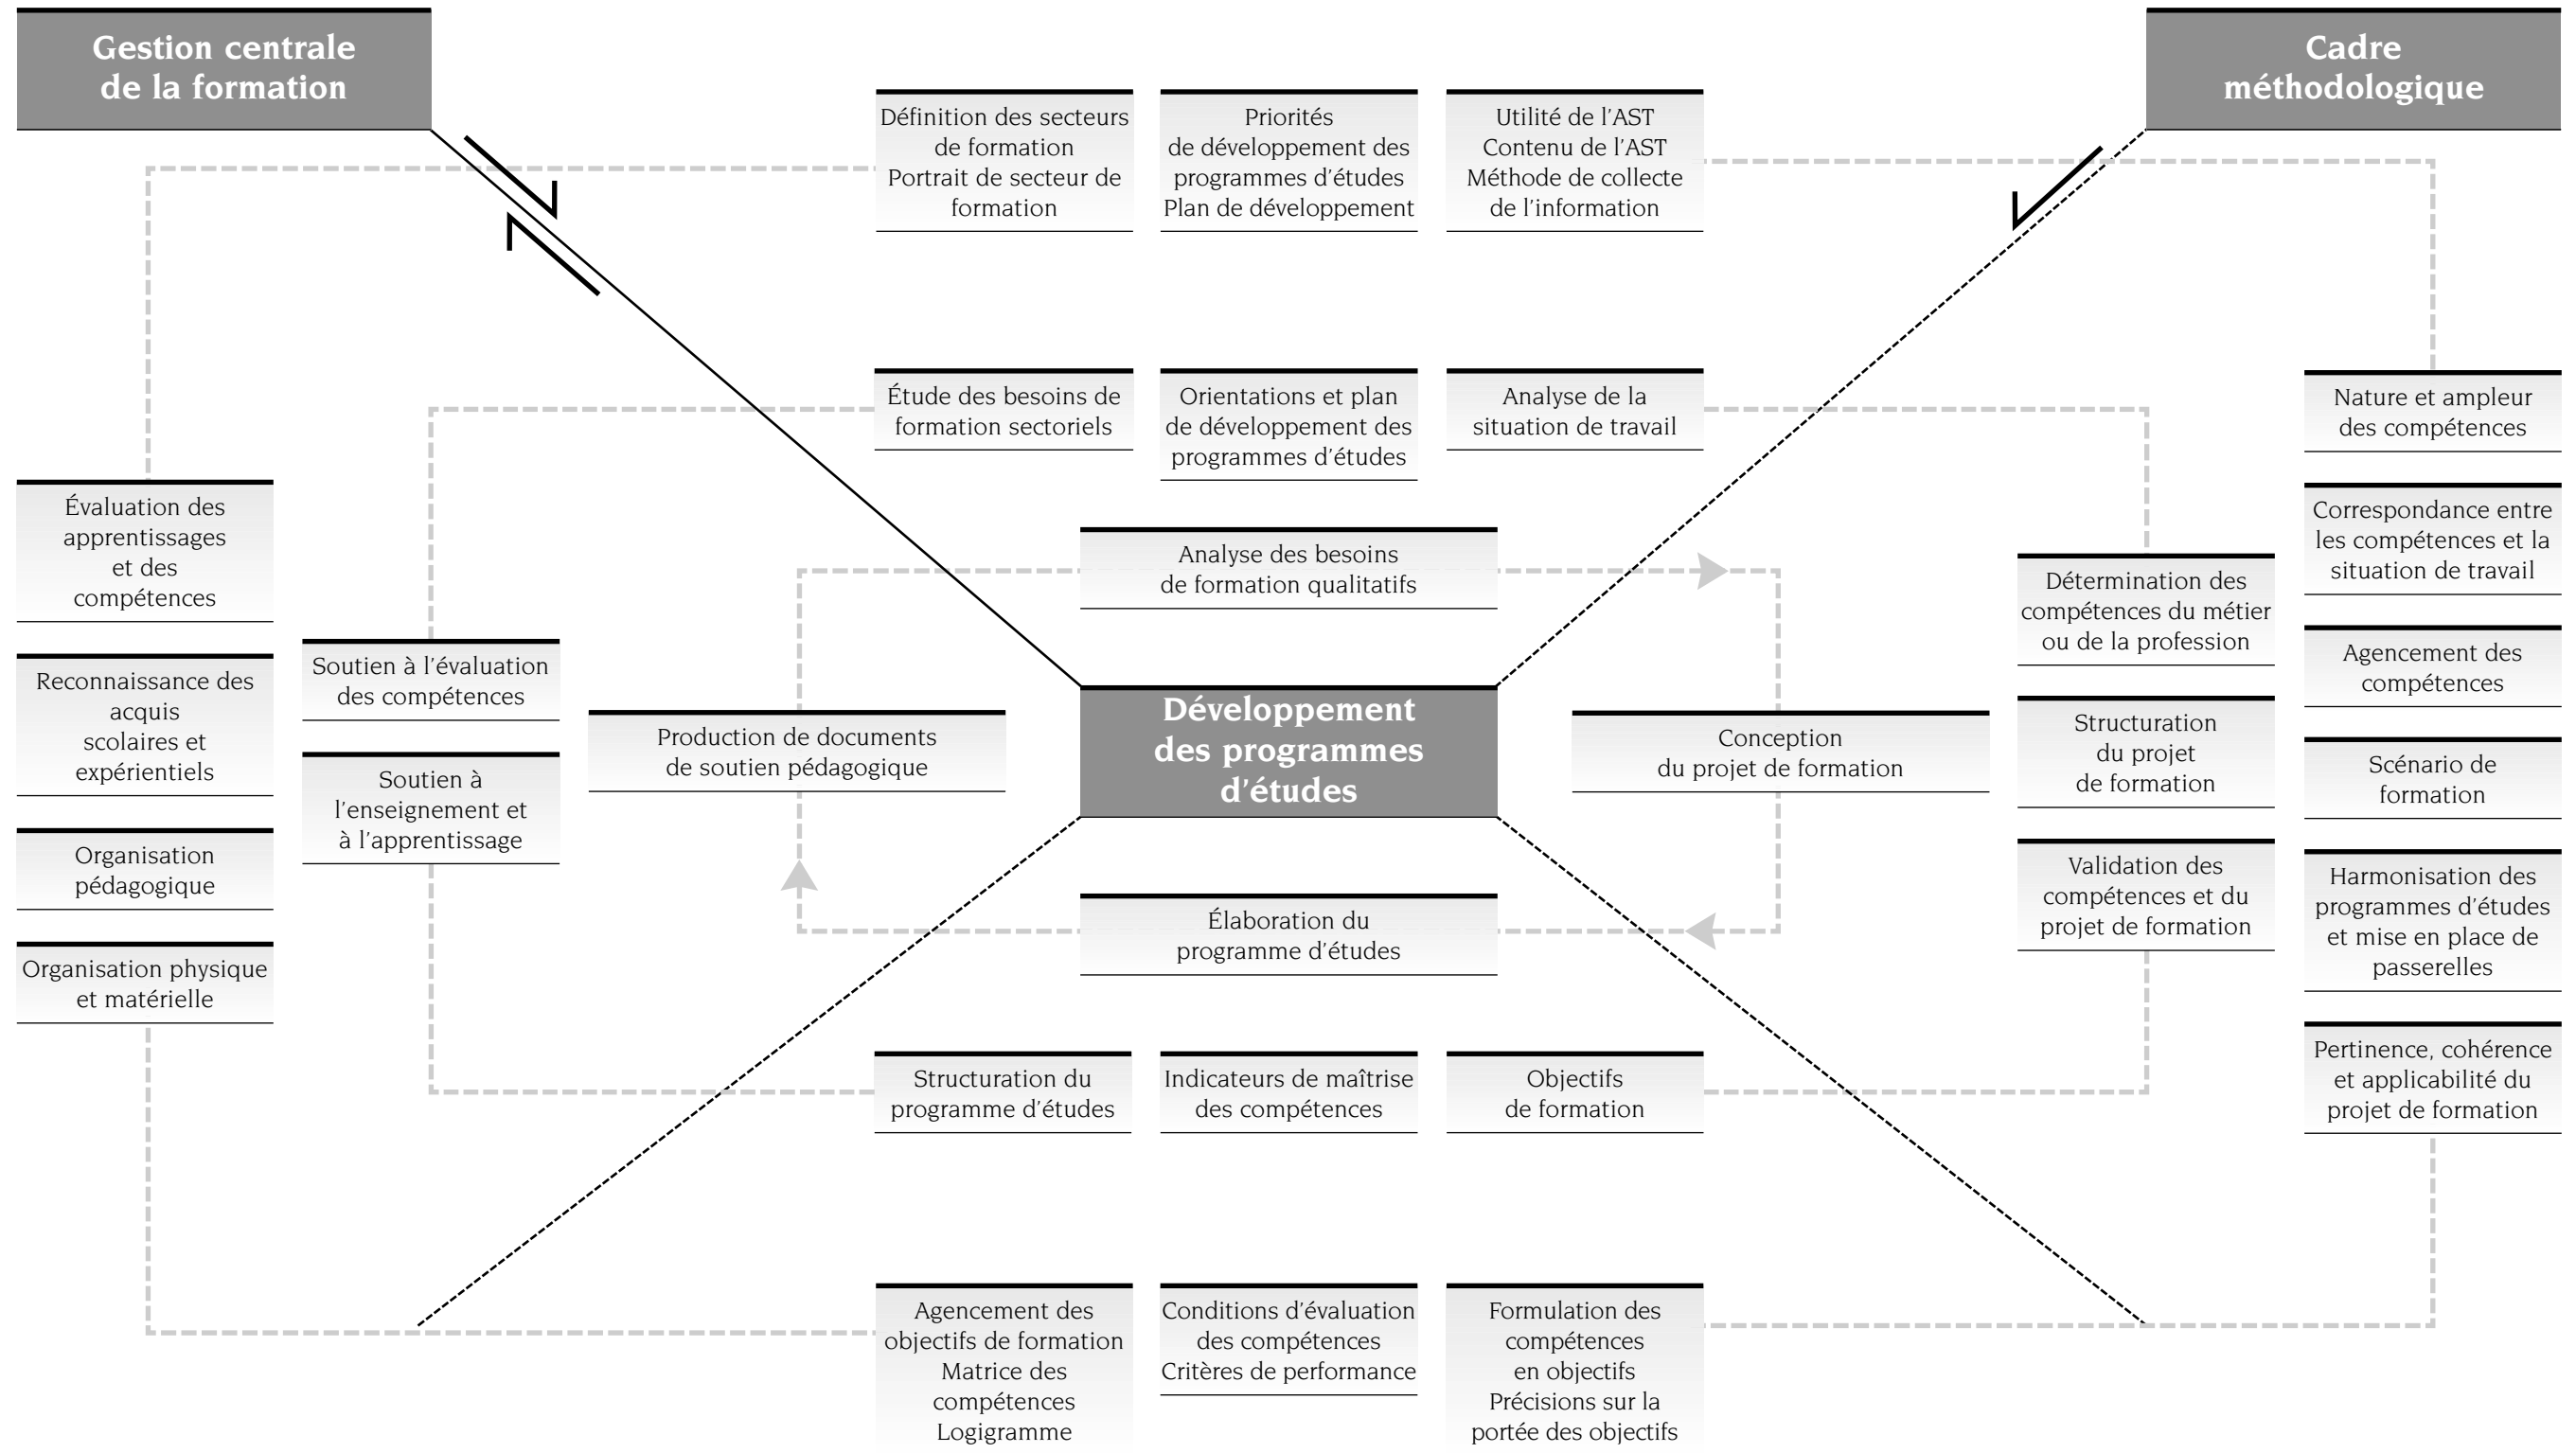 Gestion centrale
de la formation
Cadre
méthodologique
Définition des secteurs
de formation
Portrait de secteur de
formation
Priorités
de développement des
programmes d'études
Plan de développement
Utilité de l'AST
Contenu de l'AST
Méthode de collecte
de l'information
Étude des besoins de
formation sectoriels
Orientations et plan
de développement des
programmes d'études
Analyse de la
situation de travail
Nature et ampleur
des compétences
Évaluation des
apprentissages
et des
compétences
Correspondance entre
les compétences et la
situation de travail
Analyse des besoins
de formation qualitatifs
Détermination des
compétences du métier
ou de la profession
Soutien à l'évaluation
des compétences
Agencement des
compétences
Reconnaissance des
acquis
scolaires et
expérientiels
Développement
des programmes
d'études
Production de documents
de soutien pédagogique
Conception
du projet de formation
Structuration
du projet
de formation
Scénario de
formation
Soutien à
l'enseignement et
à l'apprentissage
Organisation
pédagogique
Validation des
compétences et du
projet de formation
Harmonisation des
programmes d'études
et mise en place de
passerelles
Élaboration du
programme d'études
Organisation physique
et matérielle
Pertinence, cohérence
et applicabilité du
projet de formation
Structuration du
programme d'études
Indicateurs de maîtrise
des compétences
Objectifs
de formation
Agencement des
objectifs de formation
Matrice des
compétences
Logigramme
Conditions d'évaluation
des compétences
Critères de performance
Formulation des
compétences
en objectifs
Précisions sur la
portée des objectifs